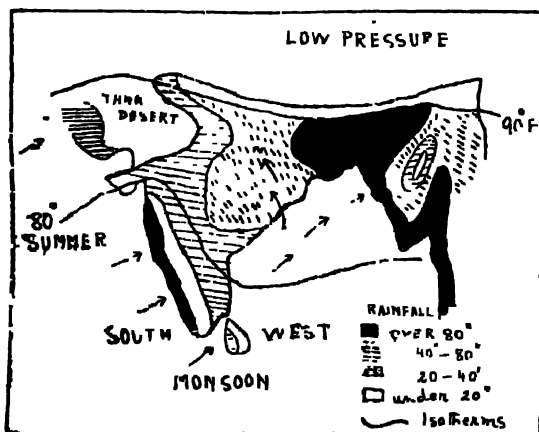 LOW PRESSURE
THAR
DESERT
90°F
80°
SUMMER
SOUTH WEST
MONSOON
RAINFALL
OVER 80"
40"-80"
20-40"
under 20"
Isotherms